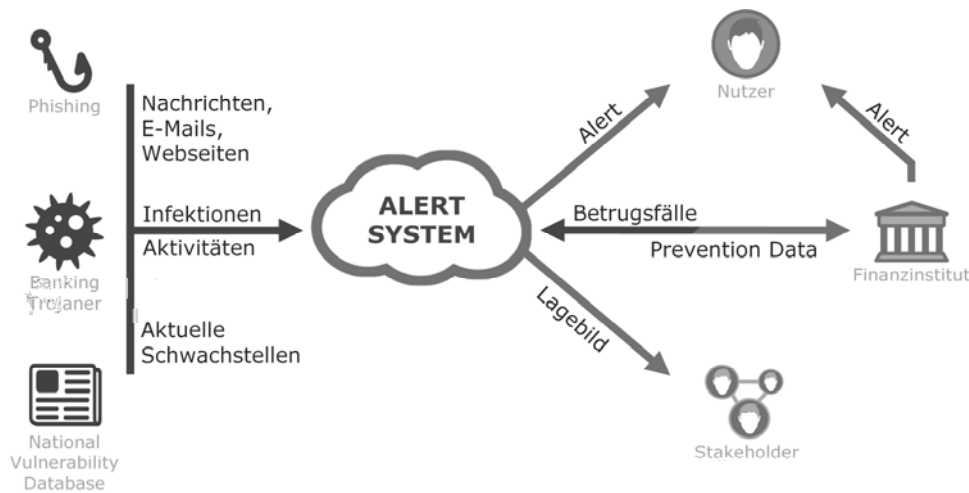 Phishing
Nachrichten,
E-Mails,
Webseiten
Infektionen
Aktivitäten
Banking
Trojaner
Aktuelle
Schwachstellen
National
Vulnerability
Database
ALERT
SYSTEM
Alert
Nutzer
Alert
Betrugsfälle
Prevention Data
Finanzinstitut
Lagebild
Stakeholder